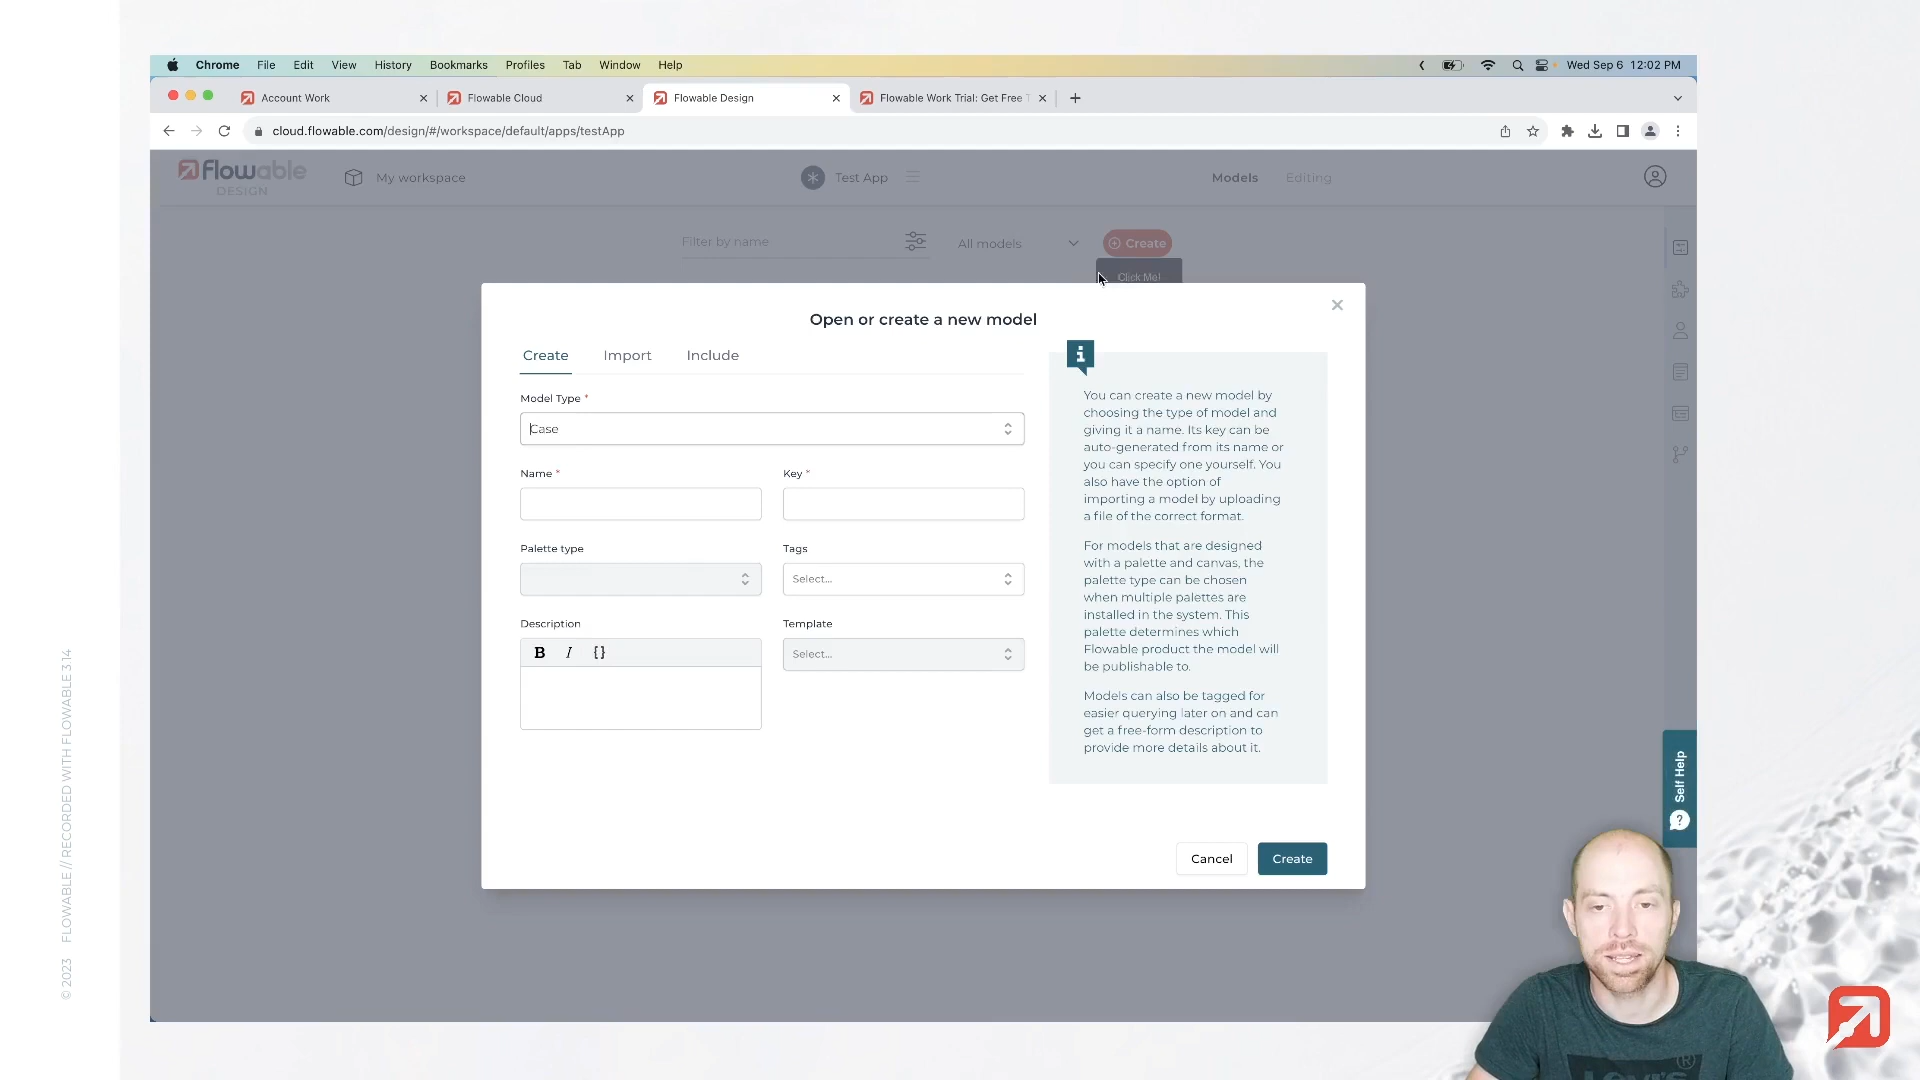 Chrome File Edit View History Bookmarks Profiles Tab Window Help Wed Sep 6 12:02 PM
Account Work Flowable Cloud Flowable Design Flowable Work Trial: Get Free T
cloud.flowable.com/design/#/workspace/default/apps/testApp
Flowable My workspace Test App Models Editing
DESIGN
Filter by name All models Create
Click Me!
Open or create a new model
Create Import Include
Model Type *
Case
Name * Key *
Palette type Tags
Select...
Description Template
B I {} Select...
i
You can create a new model by
choosing the type of model and
giving it a name. Its key can be
auto-generated from its name or
you can specify one yourself. You
also have the option of
importing a model by uploading
a file of the correct format.
For models that are designed
with a palette and canvas, the
palette type can be chosen
when multiple palettes are
installed in the system. This
palette determines which
Flowable product the model will
be publishable to.
Models can also be tagged for
easier querying later on and can
get a free-form description to
provide more details about it.
Cancel Create
Self Help
?
© 2023 FLOWABLE // RECORDED WITH FLOWABLE 3.14
LEVI'S
®